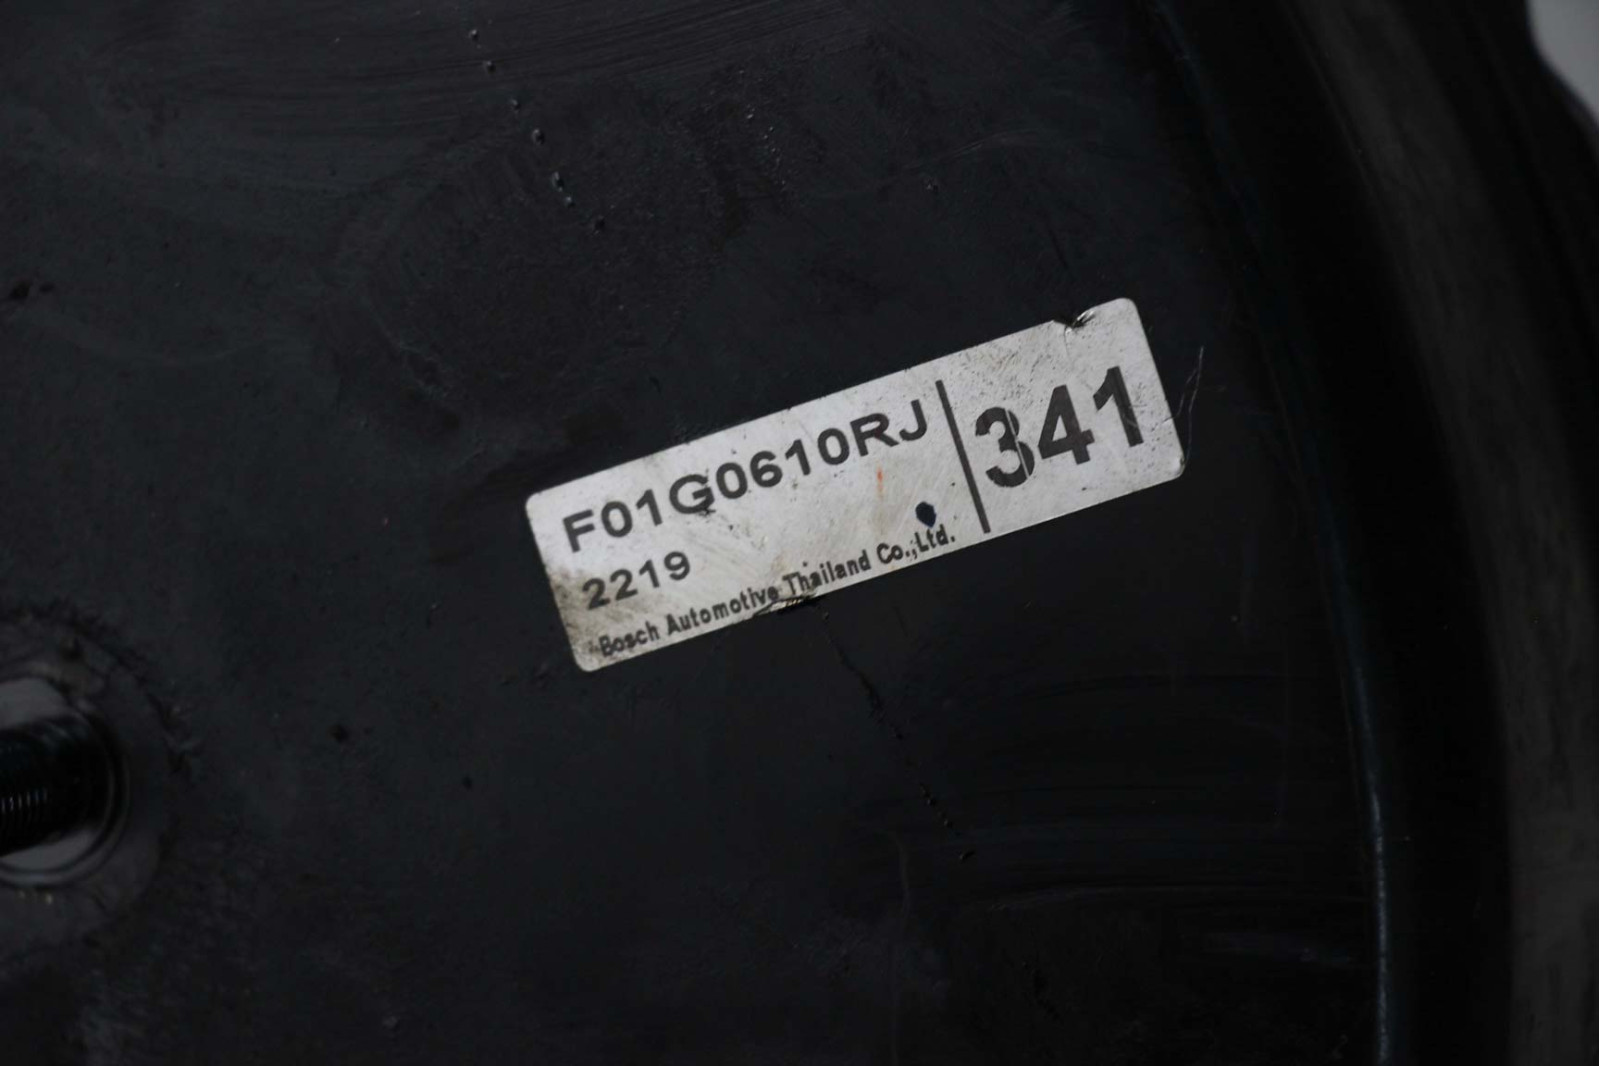 F01G0610RJ
2219
Bosch Automotive Thailand Co.,Ltd.
341